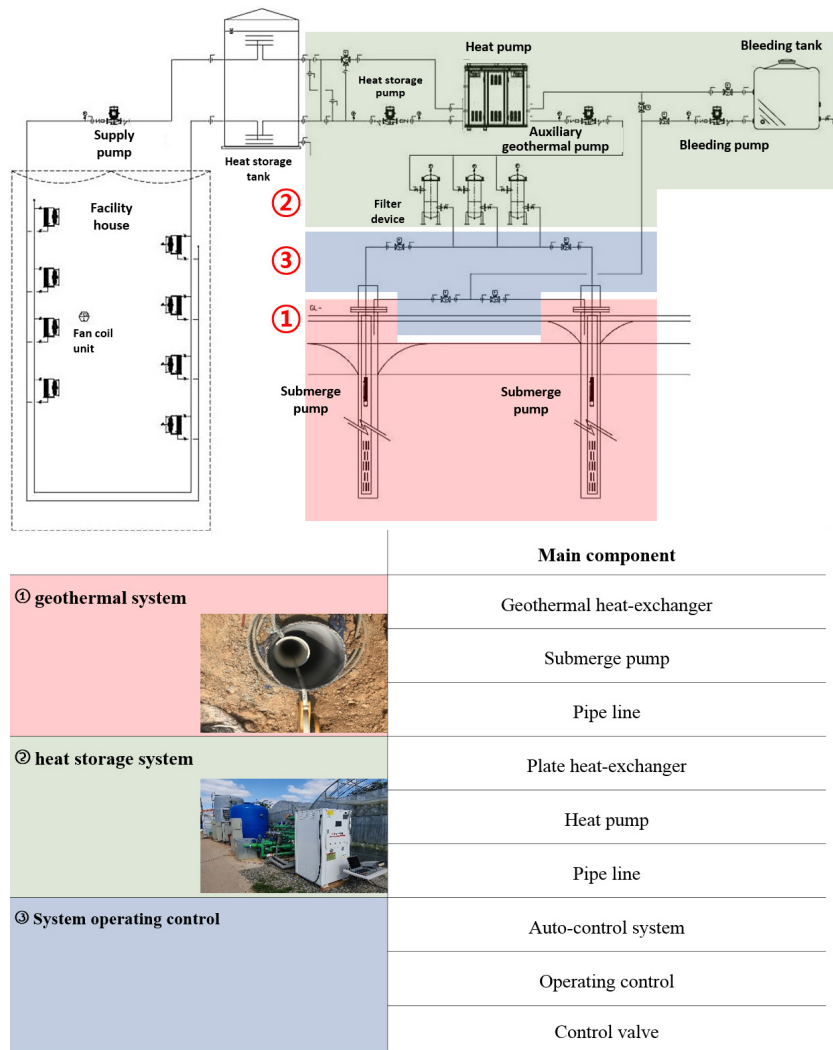 Heat pump
Bleeding tank
Heat storage
pump
Supply
pump
Auxiliary
geothermal pump
Bleeding pump
Heat storage
tank
Facility
house
②
Filter
device
③
①
GL-
Fan coil
unit
Submerge
pump
Submerge
pump
Main component
① geothermal system
Geothermal heat-exchanger
Submerge pump
Pipe line
② heat storage system
Plate heat-exchanger
Heat pump
Pipe line
③ System operating control
Auto-control system
Operating control
Control valve